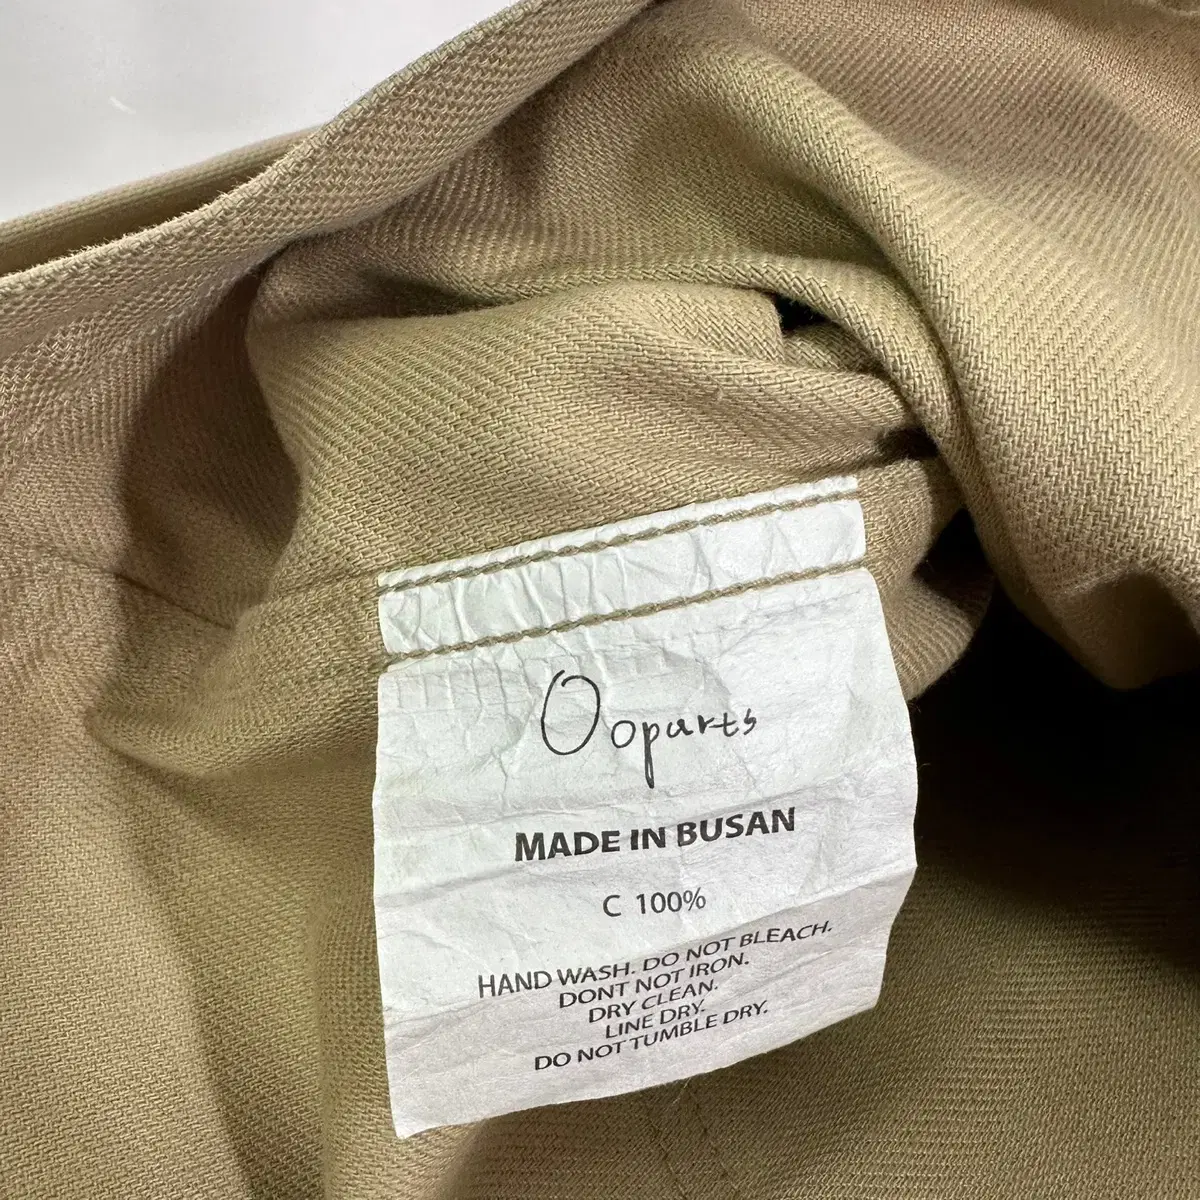 Ooparts
MADE IN BUSAN
C 100%
HAND WASH. DO NOT BLEACH.
DONT NOT IRON.
DRY CLEAN.
LINE DRY.
DO NOT TUMBLE DRY.